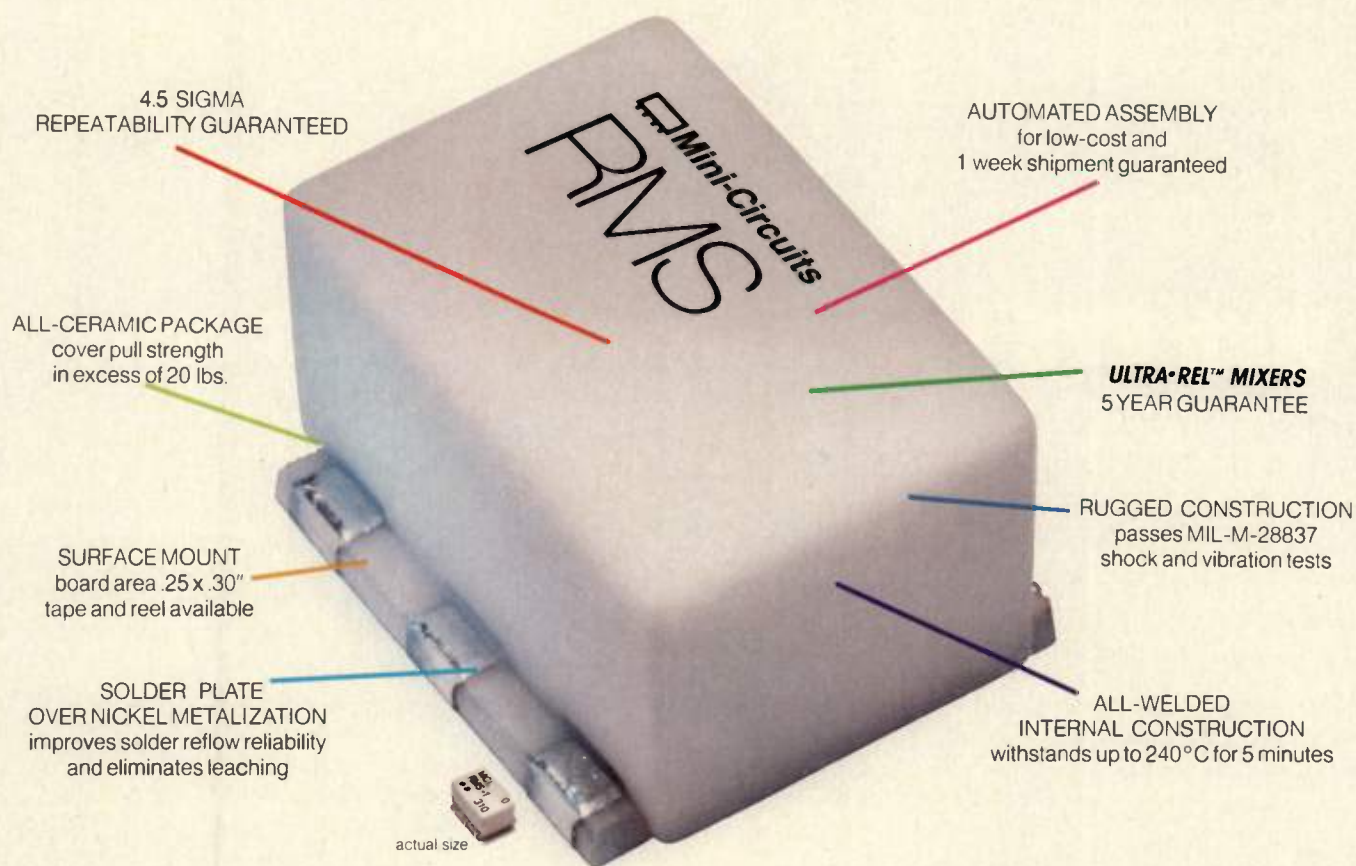 4.5 SIGMA
REPEATABILITY GUARANTEED
AUTOMATED ASSEMBLY
for low-cost and
1 week shipment guaranteed
Mini-Circuits
RMS
ALL-CERAMIC PACKAGE
cover pull strength
in excess of 20 lbs.
ULTRA•REL™ MIXERS
5 YEAR GUARANTEE
RUGGED CONSTRUCTION
passes MIL-M-28837
shock and vibration tests
SURFACE MOUNT
board area .25 x .30"
tape and reel available
SOLDER PLATE
OVER NICKEL METALIZATION
improves solder reflow reliability
and eliminates leaching
ALL-WELDED
INTERNAL CONSTRUCTION
withstands up to 240°C for 5 minutes
RMS-1
310
actual size